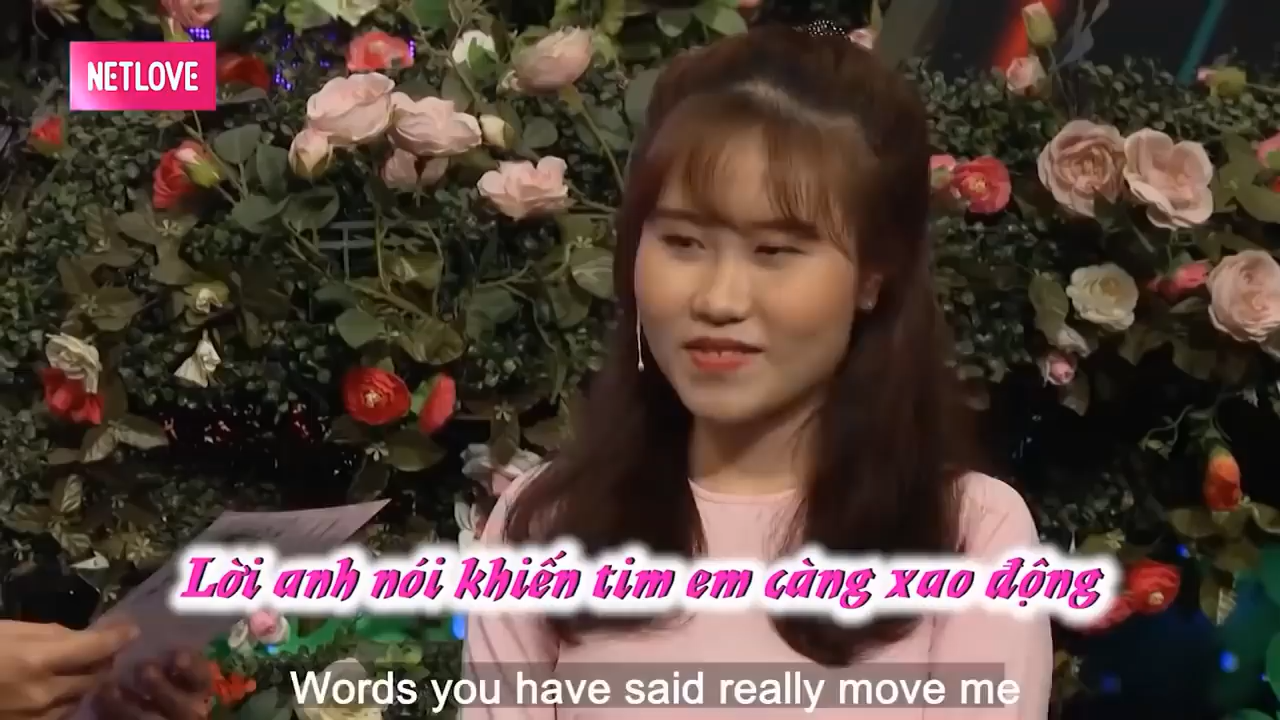 NETLOVE
Lời anh nói khiến tim em càng xao động
Words you have said really move me